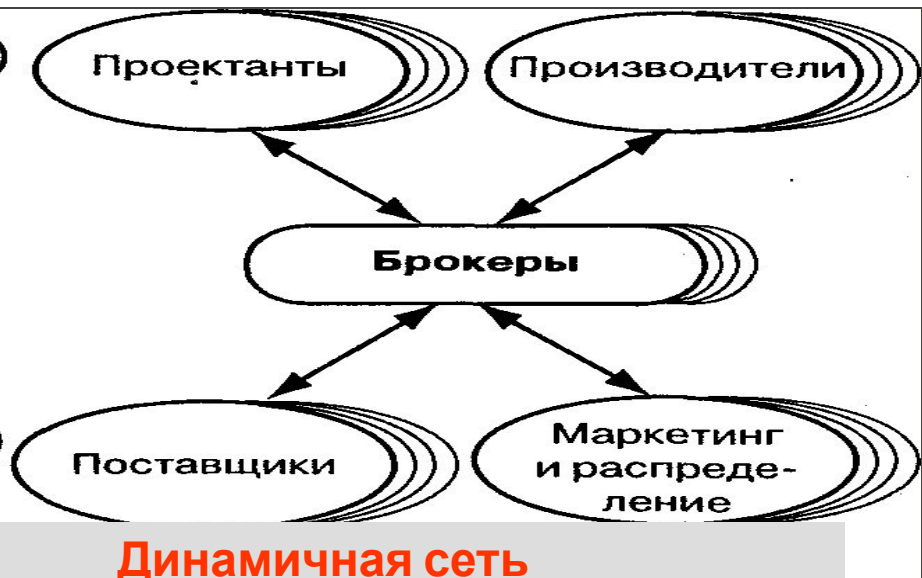 Проектанты
Производители
Брокеры
Поставщики
Маркетинг
и распреде-
ление
Динамичная сеть